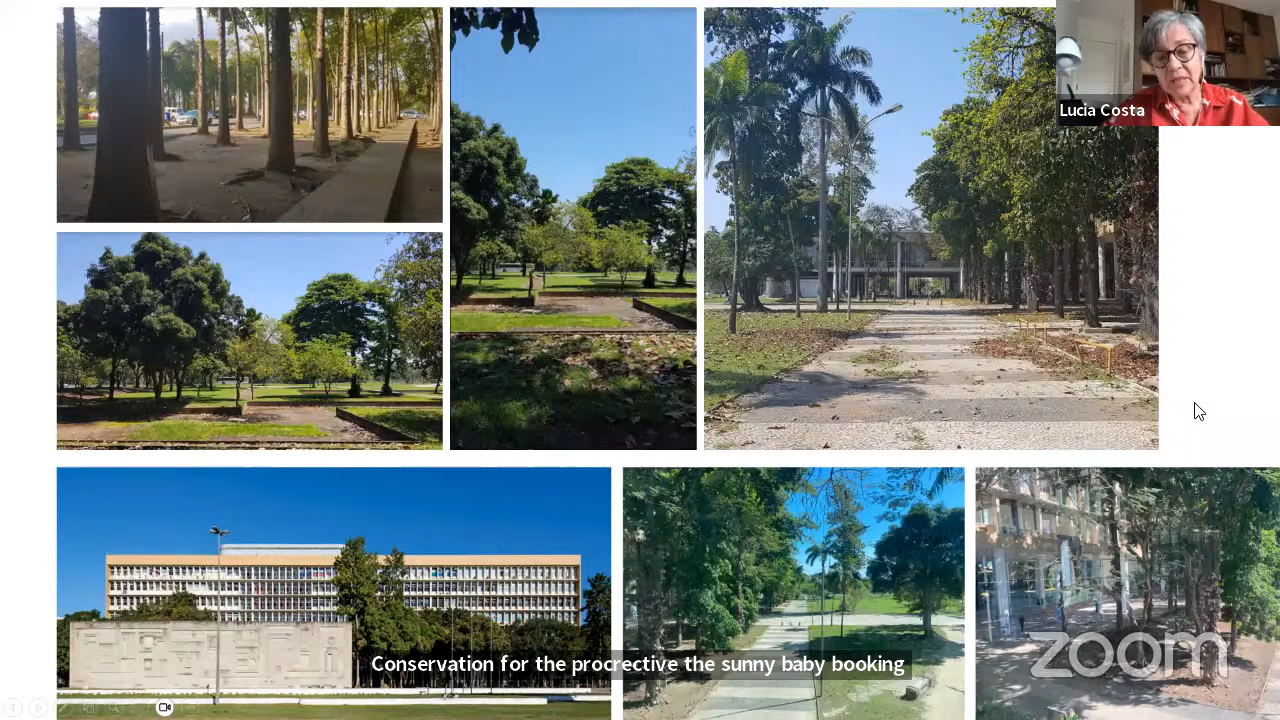 Lucia Costa
Conservation for the procrective the sunny baby booking
zoom